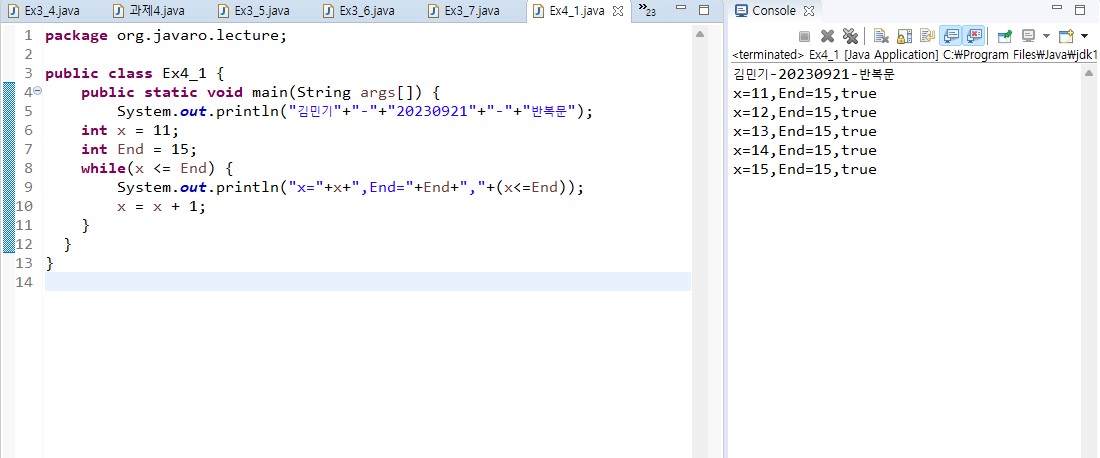 Ex3_4.java 과제4.java Ex3_5.java Ex3_6.java Ex3_7.java Ex4_1.java »23
1 package org.javaro.lecture;
2
3 public class Ex4_1 {
4 public static void main(String args[]) {
5 System.out.println("김민기"+"-"+"20230921"+"-"+"반복문");
6 int x = 11;
7 int End = 15;
8 while(x <= End) {
9 System.out.println("x="+x+",End="+End+","+(x<=End));
10 x = x + 1;
11 }
12 }
13 }
14
Console
<terminated> Ex4_1 [Java Application] C:₩Program Files₩Java₩jdk1
김민기-20230921-반복문
x=11,End=15,true
x=12,End=15,true
x=13,End=15,true
x=14,End=15,true
x=15,End=15,true